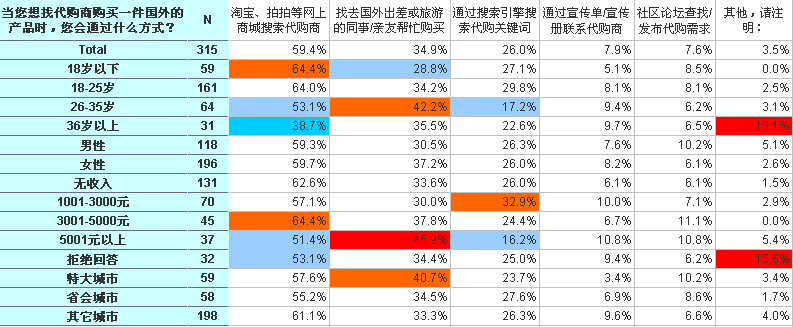 当您想找代购商购买一件国外的产品时，您会通过什么方式？ N 淘宝、拍拍等网上商城搜索代购商 找去国外出差或旅游的同事/亲友帮忙购买 通过搜索引擎搜索代购关键词 通过宣传单/宣传册联系代购商 社区论坛查找/发布代购需求 其他，请注明：
Total 315 59.4% 34.9% 26.0% 7.9% 7.6% 3.5%
18岁以下 59 64.4% 28.8% 27.1% 5.1% 8.5% 0.0%
18-25岁 161 64.0% 34.2% 29.8% 8.1% 8.1% 2.5%
26-35岁 64 53.1% 42.2% 17.2% 9.4% 6.2% 3.1%
36岁以上 31 38.7% 35.5% 22.6% 9.7% 6.5%
男性 118 59.3% 30.5% 26.3% 7.6% 10.2% 5.1%
女性 196 59.7% 37.2% 26.0% 8.2% 6.1% 2.6%
无收入 131 62.6% 33.6% 26.0% 6.1% 6.1% 1.5%
1001-3000元 70 57.1% 30.0% 32.9% 10.0% 7.1% 2.9%
3001-5000元 45 64.4% 37.8% 24.4% 6.7% 11.1% 0.0%
5001元以上 37 51.4% 45.9% 16.2% 10.8% 10.8% 5.4%
拒绝回答 32 53.1% 34.4% 25.0% 9.4% 6.2% 15.6%
特大城市 59 57.6% 40.7% 23.7% 3.4% 10.2% 3.4%
省会城市 58 55.2% 34.5% 27.6% 6.9% 8.6% 1.7%
其它城市 198 61.1% 33.3% 26.3% 9.6% 6.6% 4.0%